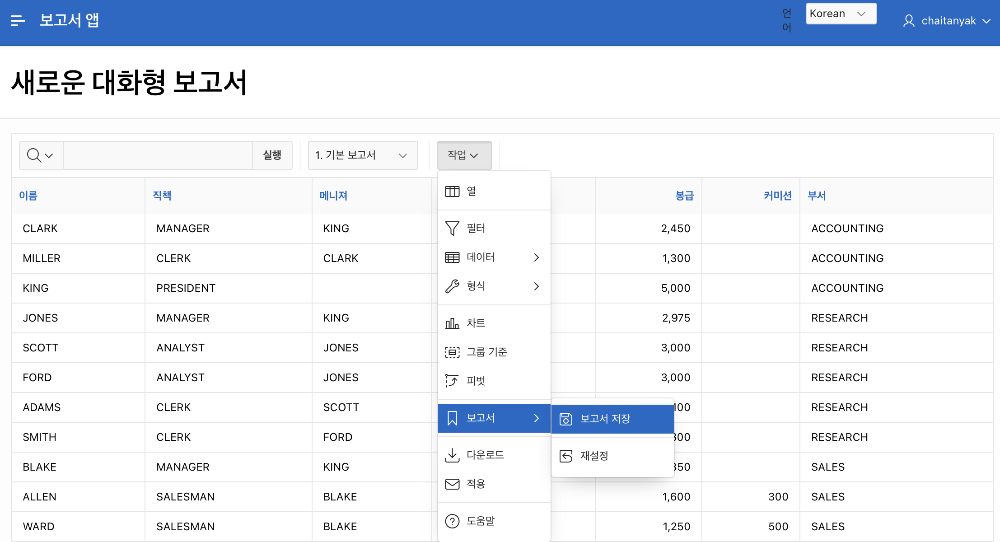 보고서 앱
언
어
Korean
chaitanyak
새로운 대화형 보고서
실행
1. 기본 보고서
작업
이름 직책 메니져 봉급 커미션 부서
CLARK MANAGER KING 2,450 ACCOUNTING
MILLER CLERK CLARK 1,300 ACCOUNTING
KING PRESIDENT 5,000 ACCOUNTING
JONES MANAGER KING 2,975 RESEARCH
SCOTT ANALYST JONES 3,000 RESEARCH
FORD ANALYST JONES 3,000 RESEARCH
ADAMS CLERK SCOTT RESEARCH
SMITH CLERK FORD RESEARCH
BLAKE MANAGER KING SALES
ALLEN SALESMAN BLAKE 1,600 300 SALES
WARD SALESMAN BLAKE 1,250 500 SALES
열
필터
데이터
형식
차트
그룹 기준
피벗
보고서
다운로드
적용
도움말
보고서 저장
재설정